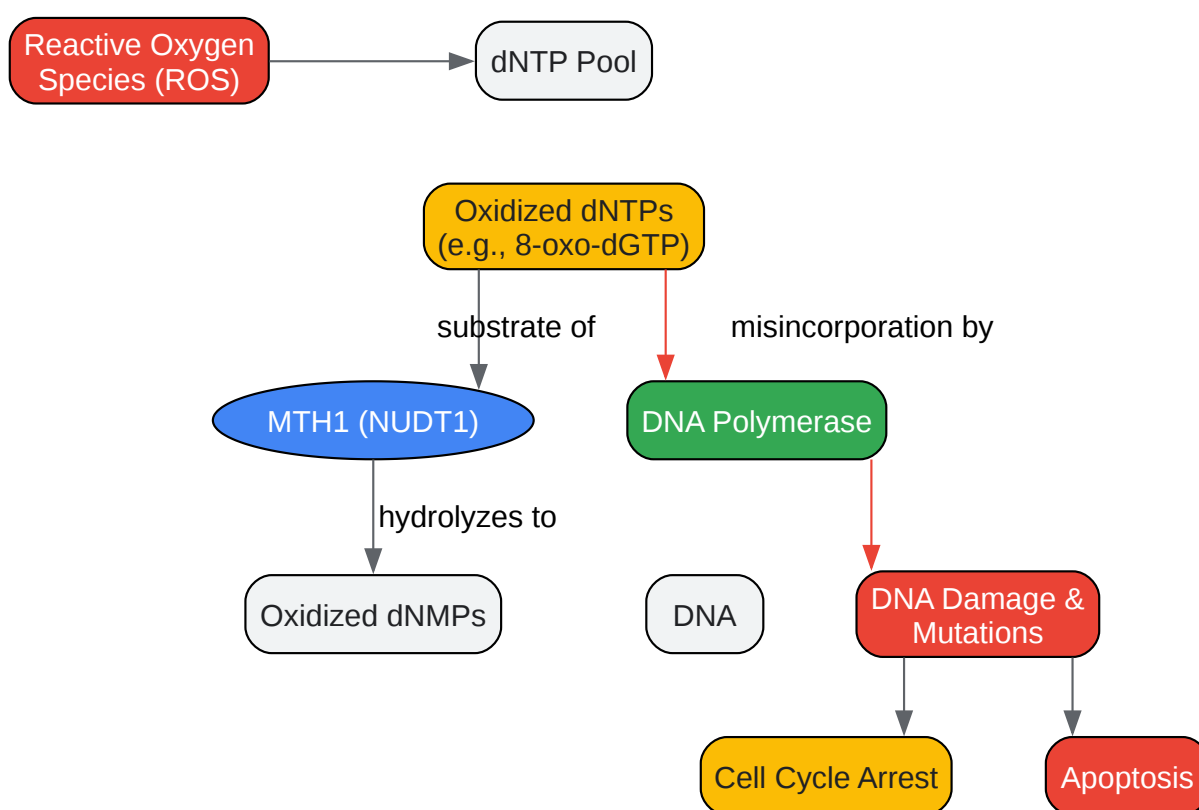 Reactive Oxygen
Species (ROS)
dNTP Pool
Oxidized dNTPs
(e.g., 8-oxo-dGTP)
substrate of
misincorporation by
MTH1 (NUDT1)
DNA Polymerase
hydrolyzes to
Oxidized dNMPs
DNA
DNA Damage &
Mutations
Cell Cycle Arrest
Apoptosis